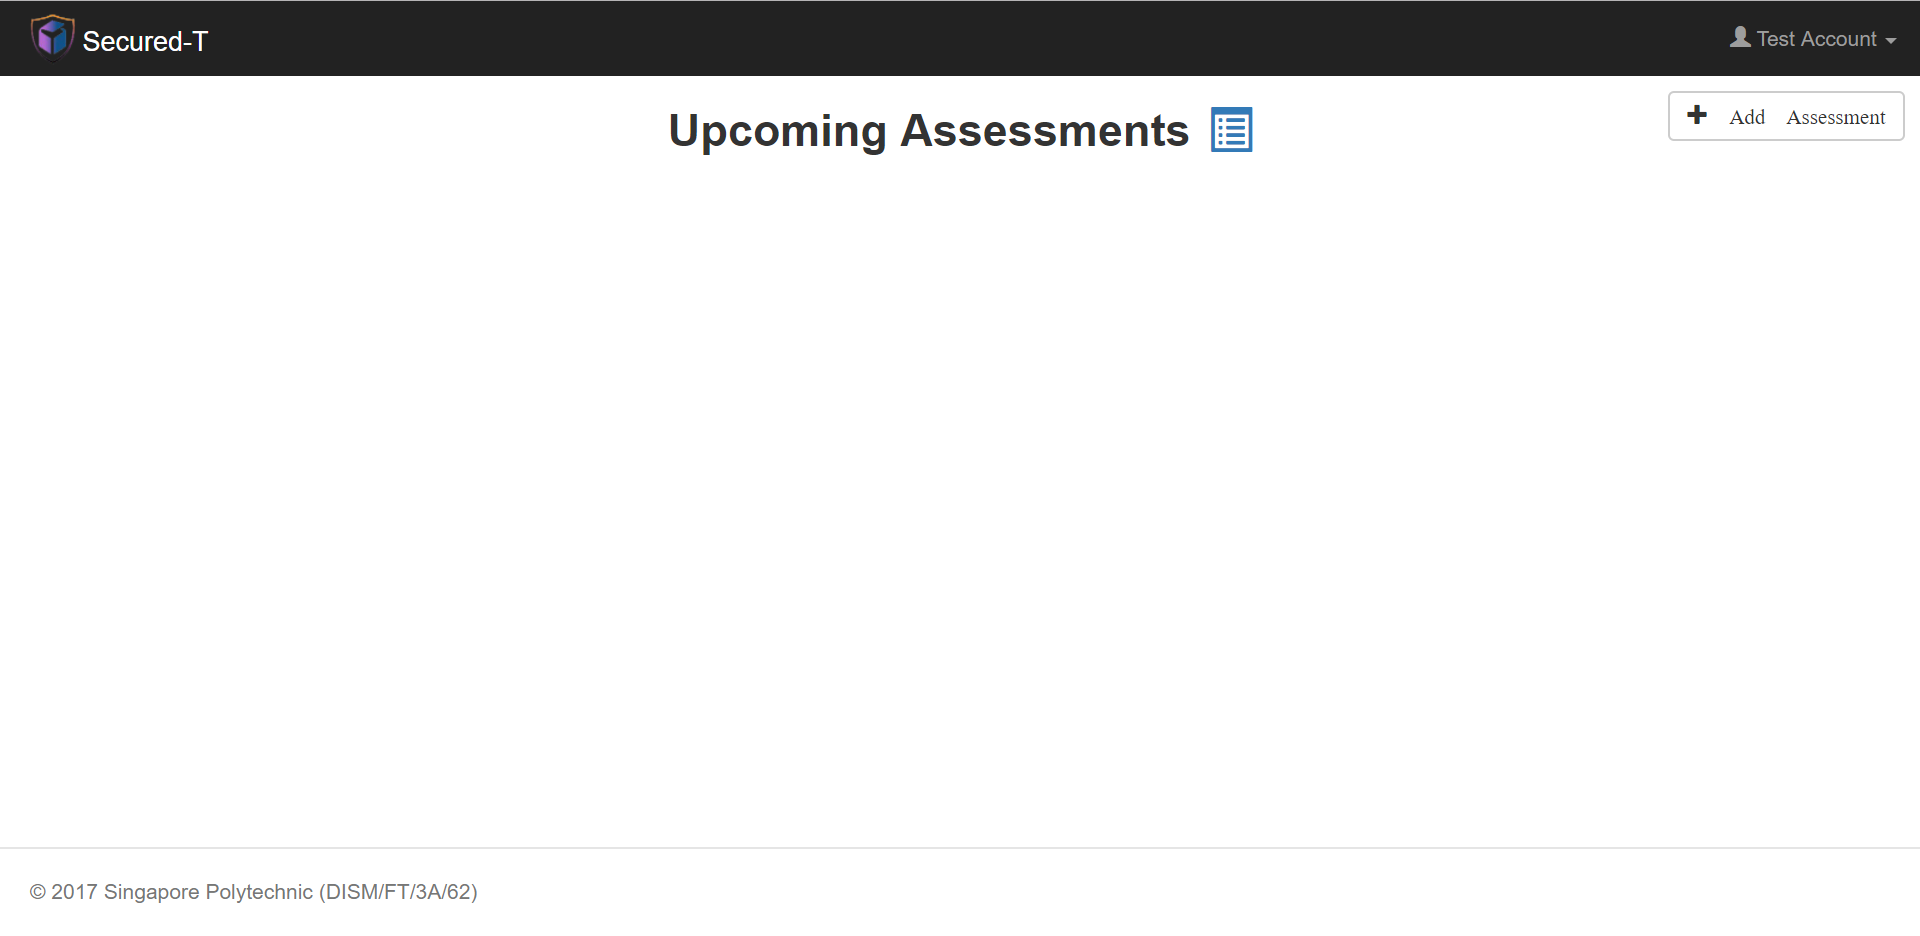 Secured-T
Test Account
Upcoming Assessments
Add Assessment
© 2017 Singapore Polytechnic (DISM/FT/3A/62)